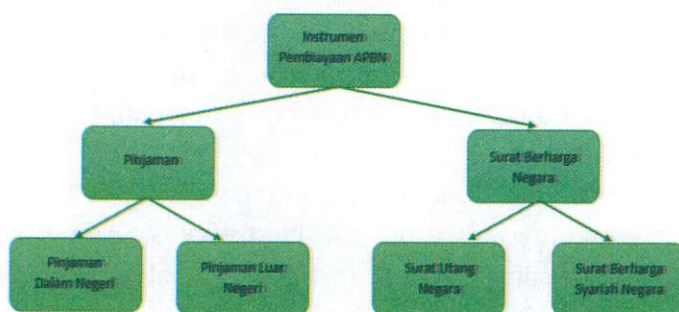 Instrumen
Pembiayaan APBN
Pinjaman
Surat Berharga
Negara
Pinjaman
Dalam Negeri
Pinjaman Luar
Negeri
Surat Utang
Negara
Surat Berharga
Syariah Negara